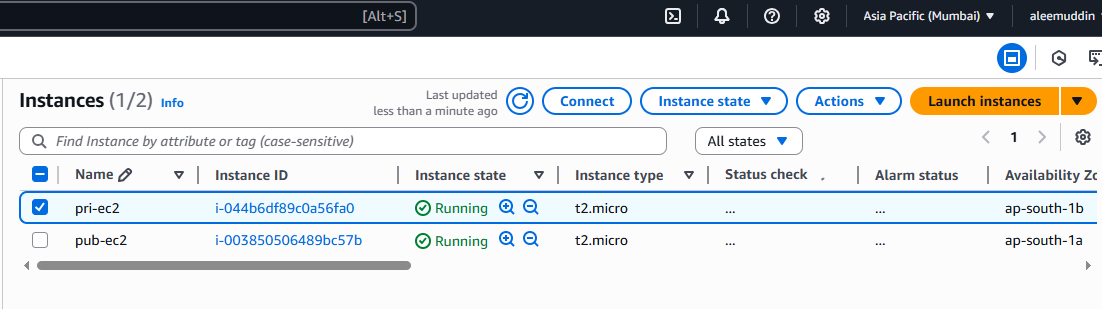 [Alt+S] Asia Pacific (Mumbai) aleemuddin
Instances (1/2) Info
Last updated
less than a minute ago
Connect Instance state Actions Launch instances
Find Instance by attribute or tag (case-sensitive) All states 1
Name Instance ID Instance state Instance type Status check Alarm status Availability Zo
pri-ec2 i-044b6df89c0a56fa0 Running t2.micro ... ... ap-south-1b
pub-ec2 i-003850506489bc57b Running t2.micro ... ... ap-south-1a